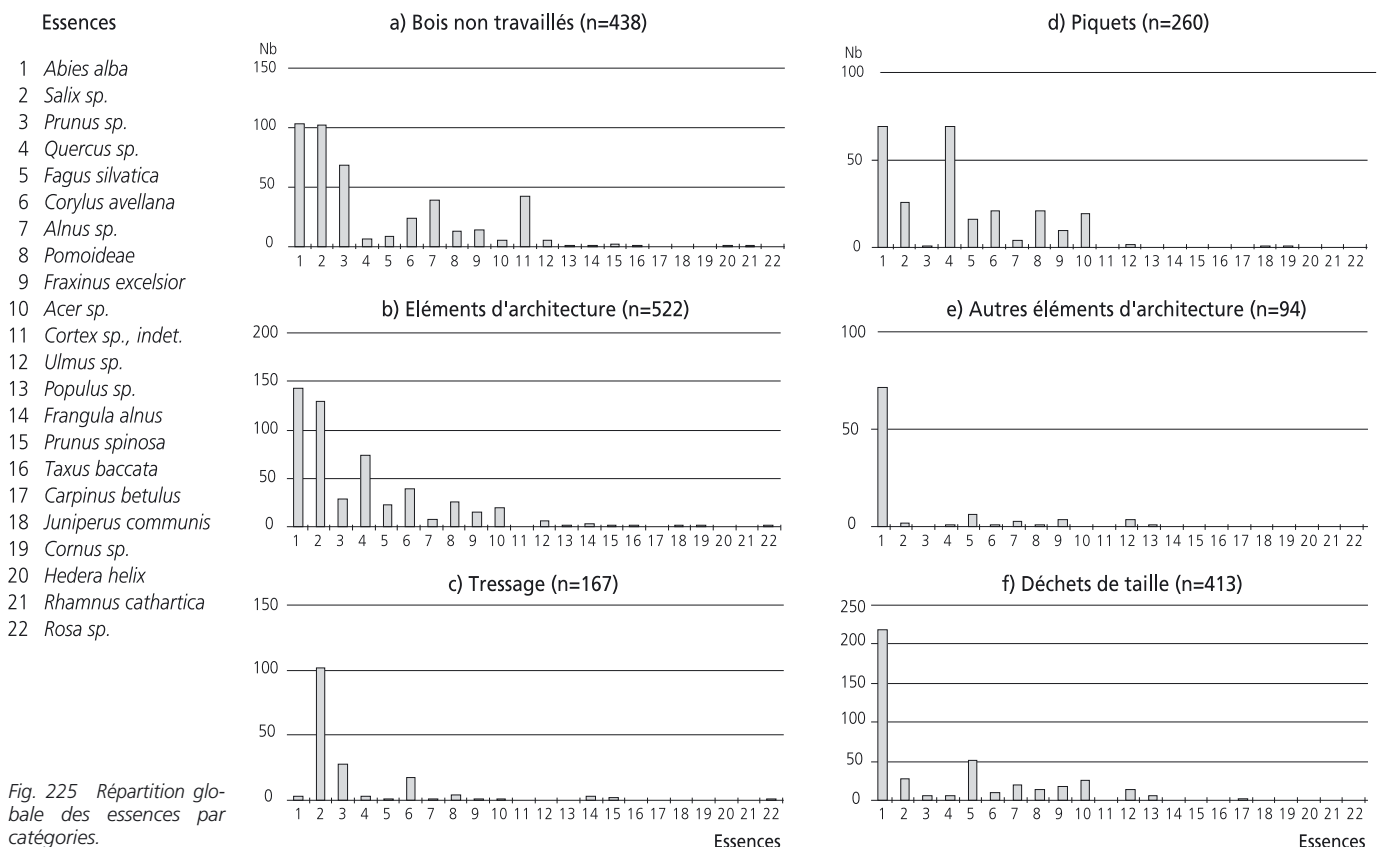 Essences
1 Abies alba
2 Salix sp.
3 Prunus sp.
4 Quercus sp.
5 Fagus silvatica
6 Corylus avellana
7 Alnus sp.
8 Pomoideae
9 Fraxinus excelsior
10 Acer sp.
11 Cortex sp., indet.
12 Ulmus sp.
13 Populus sp.
14 Frangula alnus
15 Prunus spinosa
16 Taxus baccata
17 Carpinus betulus
18 Juniperus communis
19 Cornus sp.
20 Hedera helix
21 Rhamnus cathartica
22 Rosa sp.
Fig. 225 Répartition glo-
bale des essences par
catégories.
a) Bois non travaillés (n=438)
Nb
150
100
50
0
1 2 3 4 5 6 7 8 9 10 11 12 13 14 15 16 17 18 19 20 21 22
b) Eléments d'architecture (n=522)
200
150
100
50
0
1 2 3 4 5 6 7 8 9 10 11 12 13 14 15 16 17 18 19 20 21 22
c) Tressage (n=167)
150
100
50
0
1 2 3 4 5 6 7 8 9 10 11 12 13 14 15 16 17 18 19 20 21 22
Essences
d) Piquets (n=260)
Nb
100
50
0
1 2 3 4 5 6 7 8 9 10 11 12 13 14 15 16 17 18 19 20 21 22
e) Autres éléments d'architecture (n=94)
100
50
0
1 2 3 4 5 6 7 8 9 10 11 12 13 14 15 16 17 18 19 20 21 22
f) Déchets de taille (n=413)
250
200
150
100
50
0
1 2 3 4 5 6 7 8 9 10 11 12 13 14 15 16 17 18 19 20 21 22
Essences